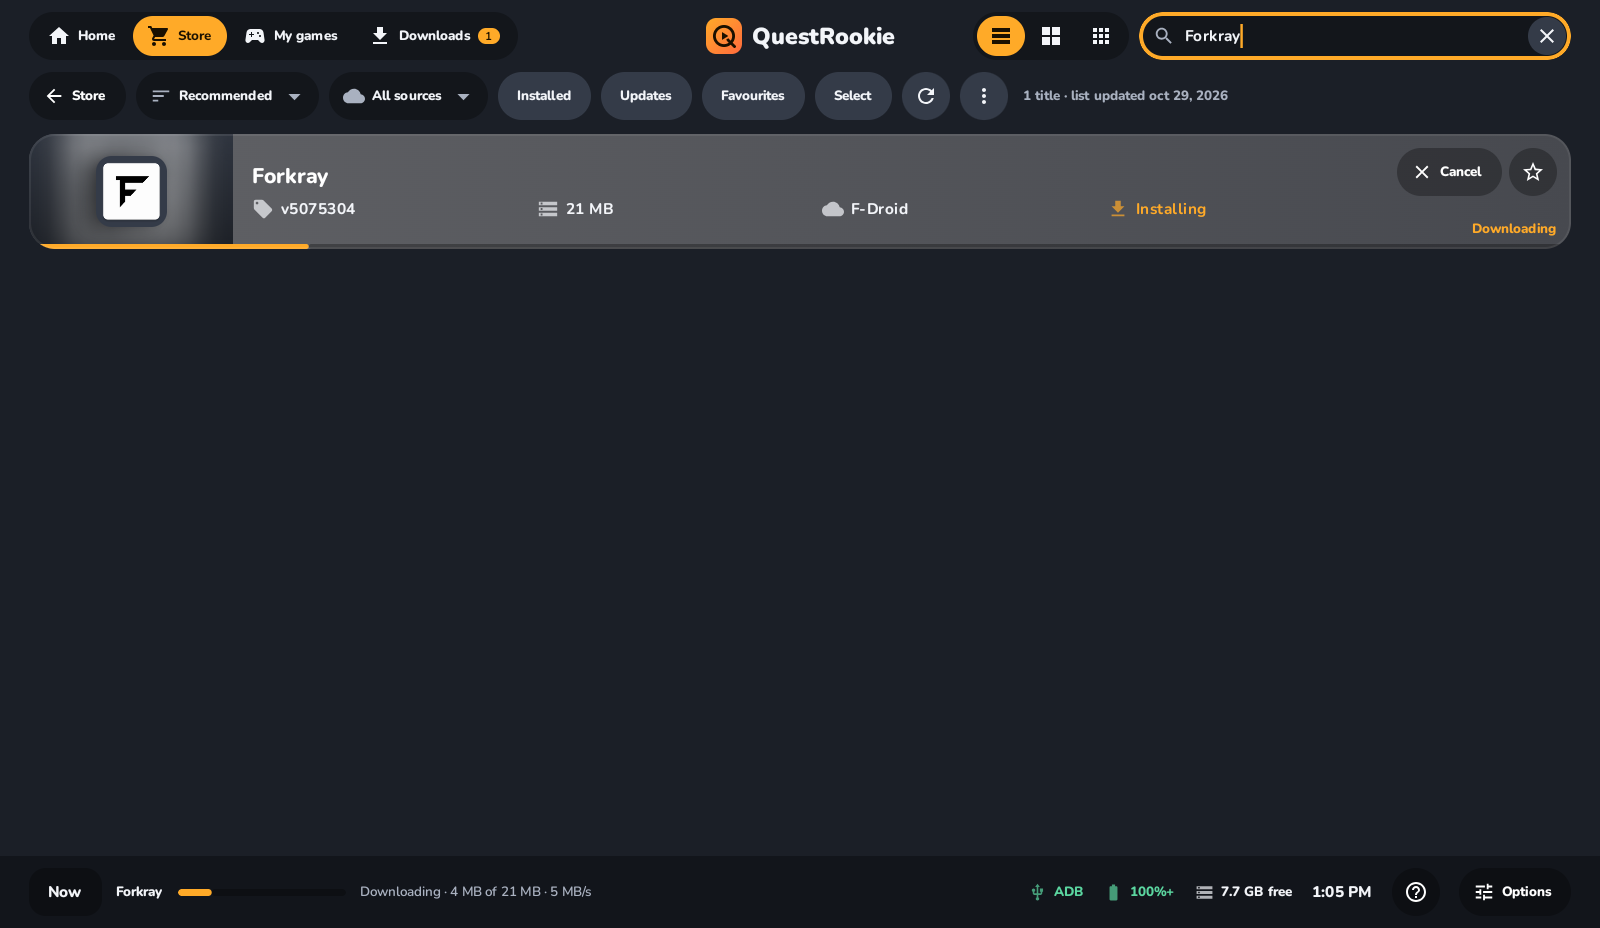 Home
Store
My games
Downloads 1
QuestRookie
Forkray
Store
Recommended
All sources
Installed
Updates
Favourites
Select
1 title · list updated oct 29, 2026
F
Forkray
Cancel
v5075304
21 MB
F-Droid
Installing
Downloading
Now
Forkray
Downloading · 4 MB of 21 MB · 5 MB/s
ADB
100%+
7.7 GB free
1:05 PM
Options